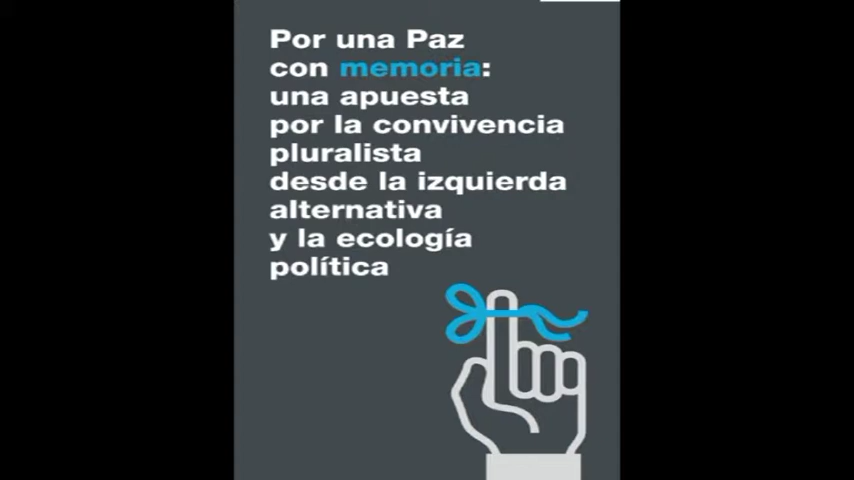 Por una Paz
con memoria:
una apuesta
por la convivencia
pluralista
desde la izquierda
alternativa
y la ecología
política